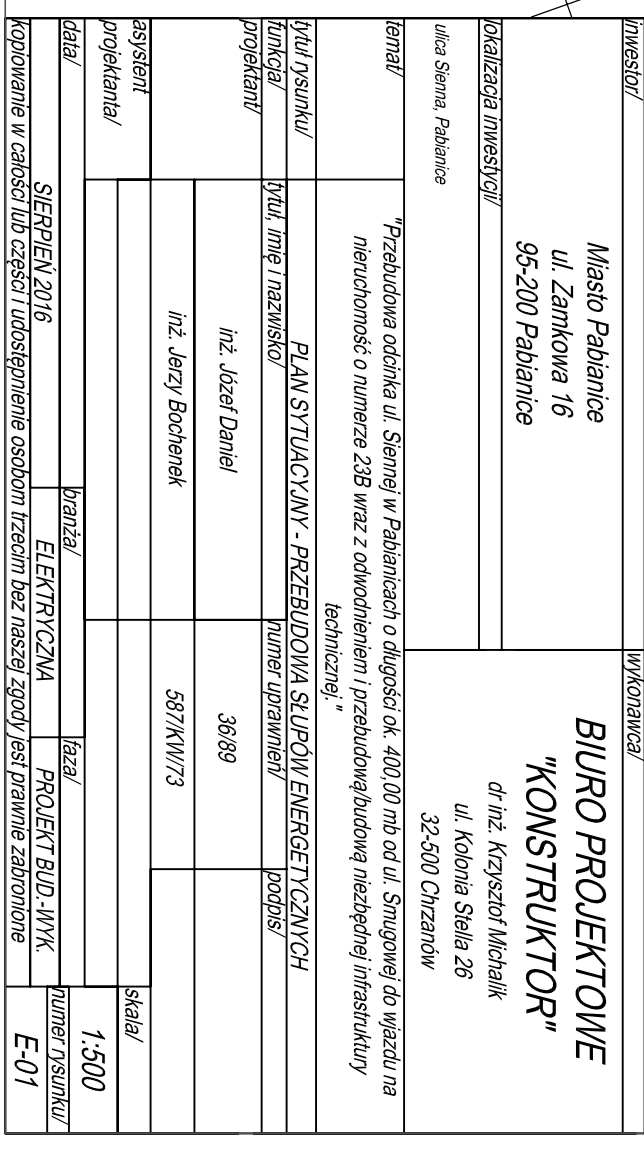 inwestor/
Miasto Pabianice
ul. Zamkowa 16
95-200 Pabianice
wykonawca/
BIURO PROJEKTOWE
"KONSTRUKTOR"
dr inż. Krzysztof Michalik
ul. Kolonia Stella 26
32-500 Chrzanów
lokalizacja inwestycji/
ulica Sienna, Pabianice
temat/
"Przebudowa odcinka ul. Siennej w Pabianicach o długości ok. 400,00 mb od ul. Smugowej do wjazdu na
nieruchomość o numerze 23B wraz z odwodnieniem i przebudową/budową niezbędnej infrastruktury
technicznej."
tytuł rysunku/
PLAN SYTUACYJNY - PRZEBUDOWA SŁUPÓW ENERGETYCZNYCH
funkcja/
tytuł, imię i nazwisko/
numer uprawnień/
podpis/
projektant/
inż. Józef Daniel
36/89
inż. Jerzy Bochenek
587/KW/73
asystent
projektanta/
skala/
1:500
data/
SIERPIEŃ 2016
branża/
ELEKTRYCZNA
faza/
PROJEKT BUD.-WYK.
numer rysunku/
E-01
kopiowanie w całości lub części i udostępnienie osobom trzecim bez naszej zgody jest prawnie zabronione